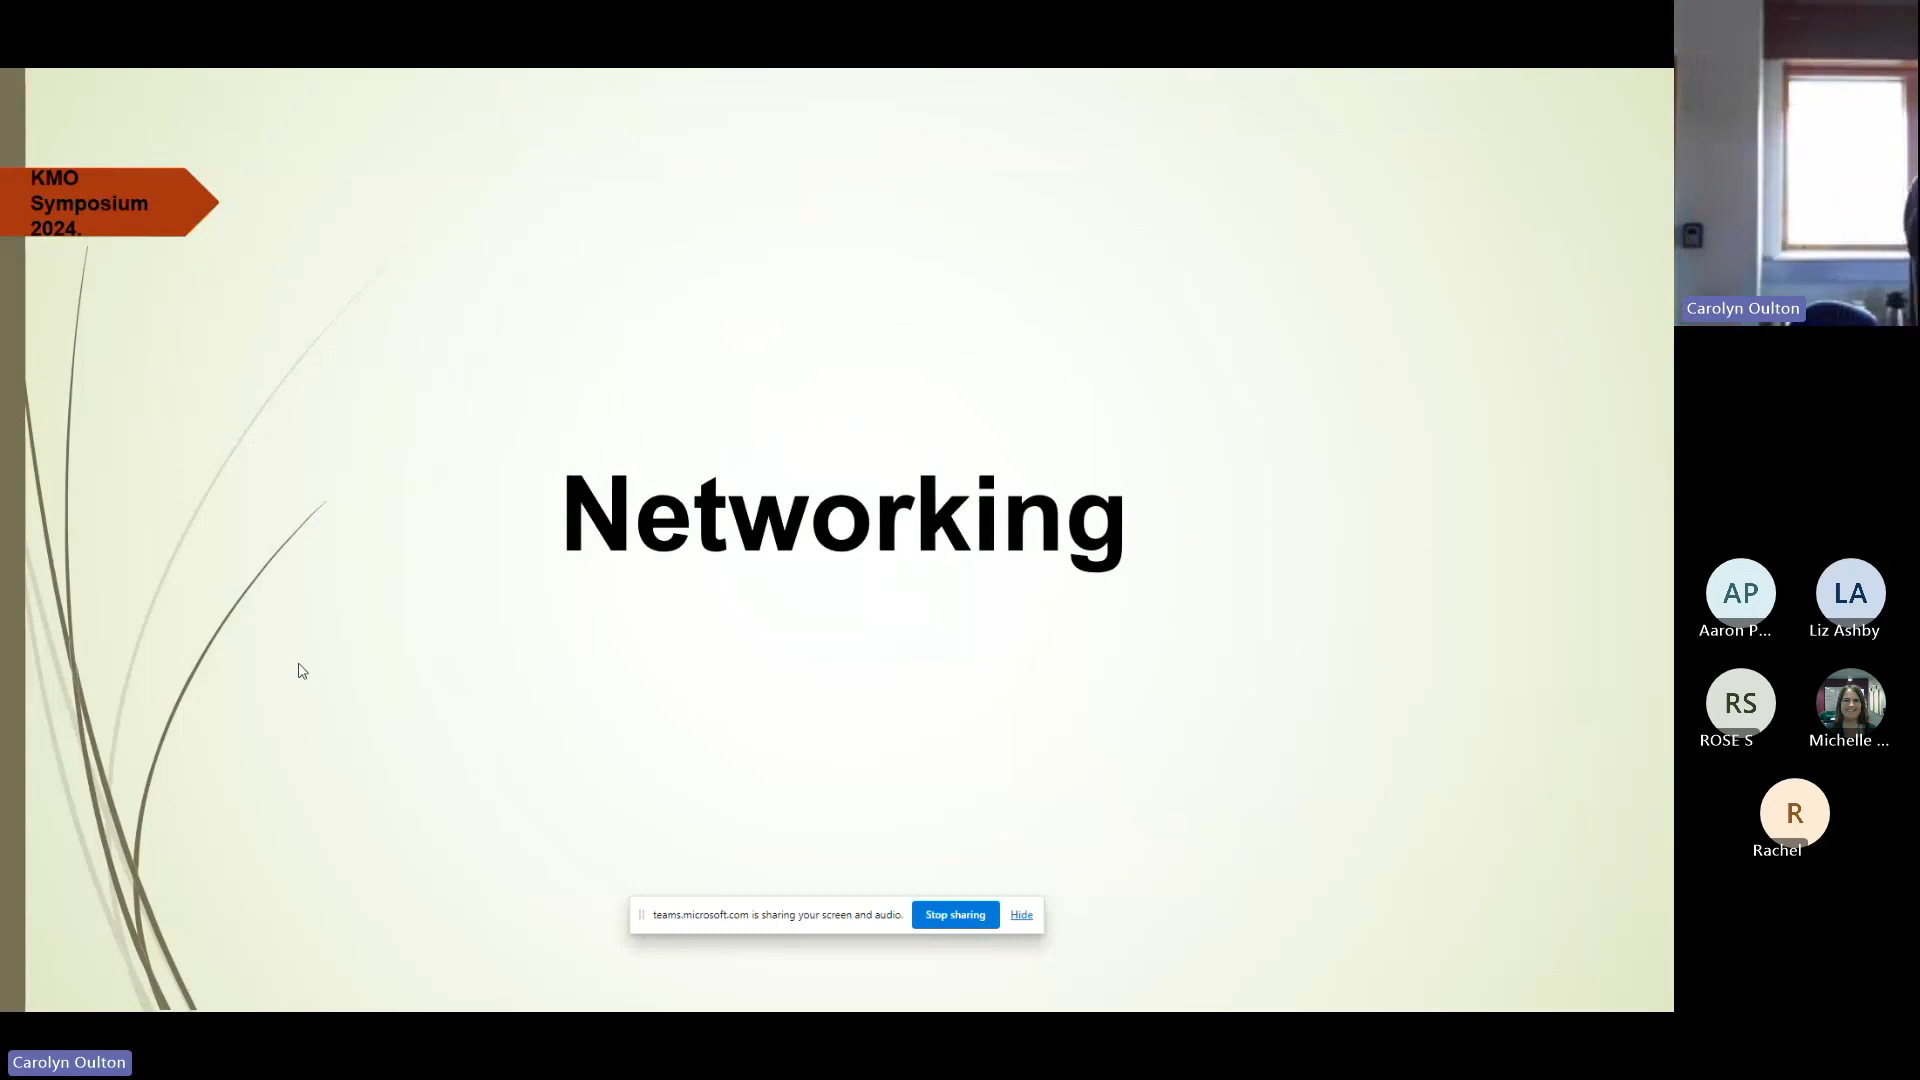 KMO
Symposium
2024.
Networking
teams.microsoft.com is sharing your screen and audio.
Stop sharing
Hide
Carolyn Oulton
AP
Aaron P...
LA
Liz Ashby
RS
ROSE S
Michelle ...
R
Rachel
Carolyn Oulton